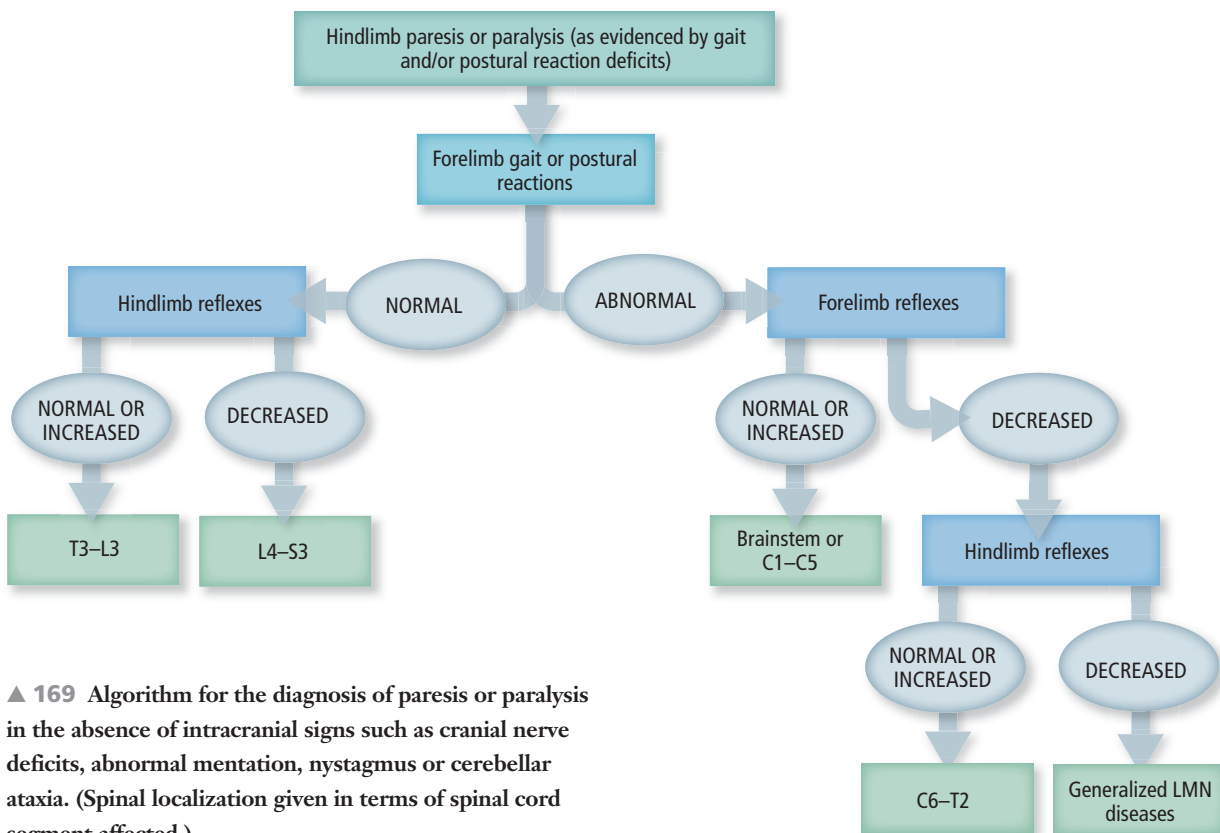 Hindlimb paresis or paralysis (as evidenced by gait
and/or postural reaction deficits)
Forelimb gait or postural
reactions
Hindlimb reflexes
NORMAL
ABNORMAL
Forelimb reflexes
NORMAL OR
INCREASED
DECREASED
NORMAL OR
INCREASED
DECREASED
T3–L3
L4–S3
Brainstem or
C1–C5
Hindlimb reflexes
NORMAL OR
INCREASED
DECREASED
C6–T2
Generalized LMN
diseases
▲ 169 Algorithm for the diagnosis of paresis or paralysis
in the absence of intracranial signs such as cranial nerve
deficits, abnormal mentation, nystagmus or cerebellar
ataxia. (Spinal localization given in terms of spinal cord
segment affected.)